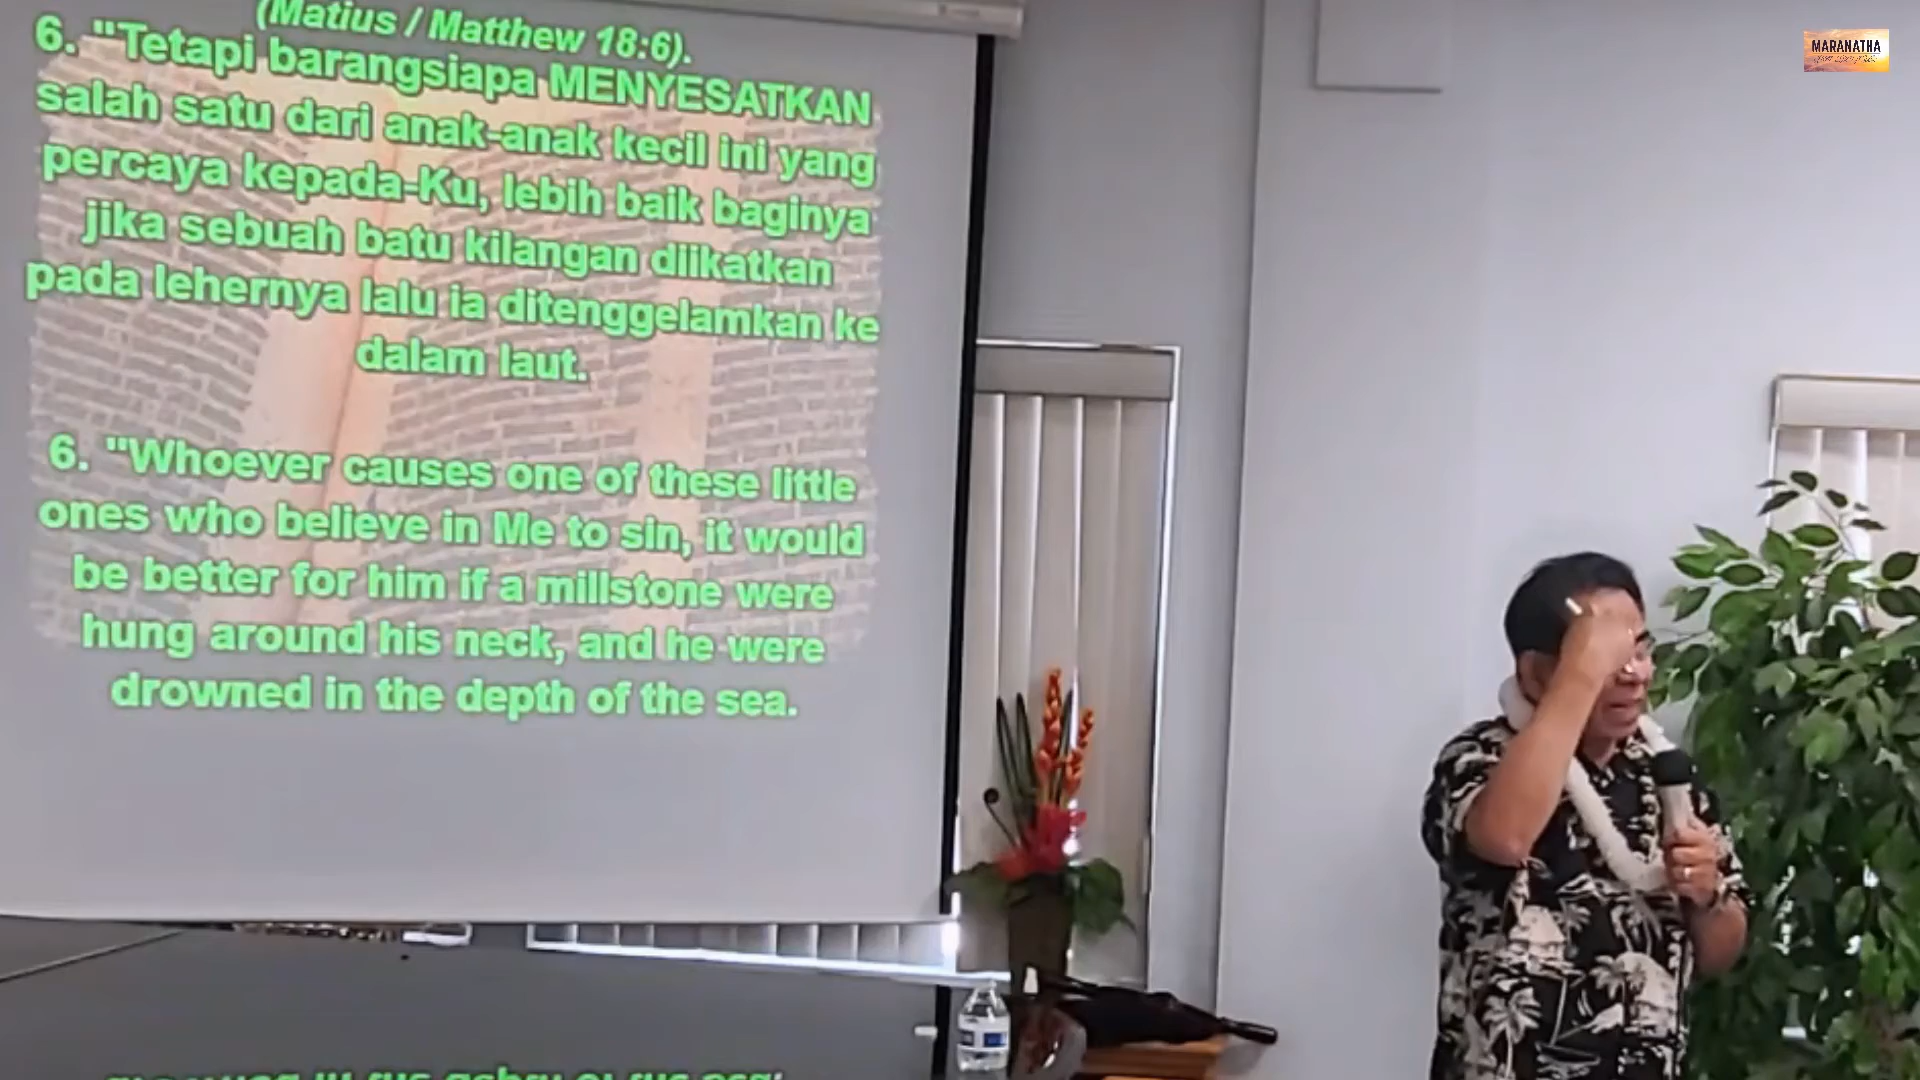 (Matius / Matthew 18:6).
6. "Tetapi barangsiapa MENYESATKAN
salah satu dari anak-anak kecil ini yang
percaya kepada-Ku, lebih baik baginya
jika sebuah batu kilangan diikatkan
pada lehernya lalu ia ditenggelamkan ke
dalam laut.
6. "Whoever causes one of these little
ones who believe in Me to sin, it would
be better for him if a millstone were
hung around his neck, and he were
drowned in the depth of the sea.
MARANATHA